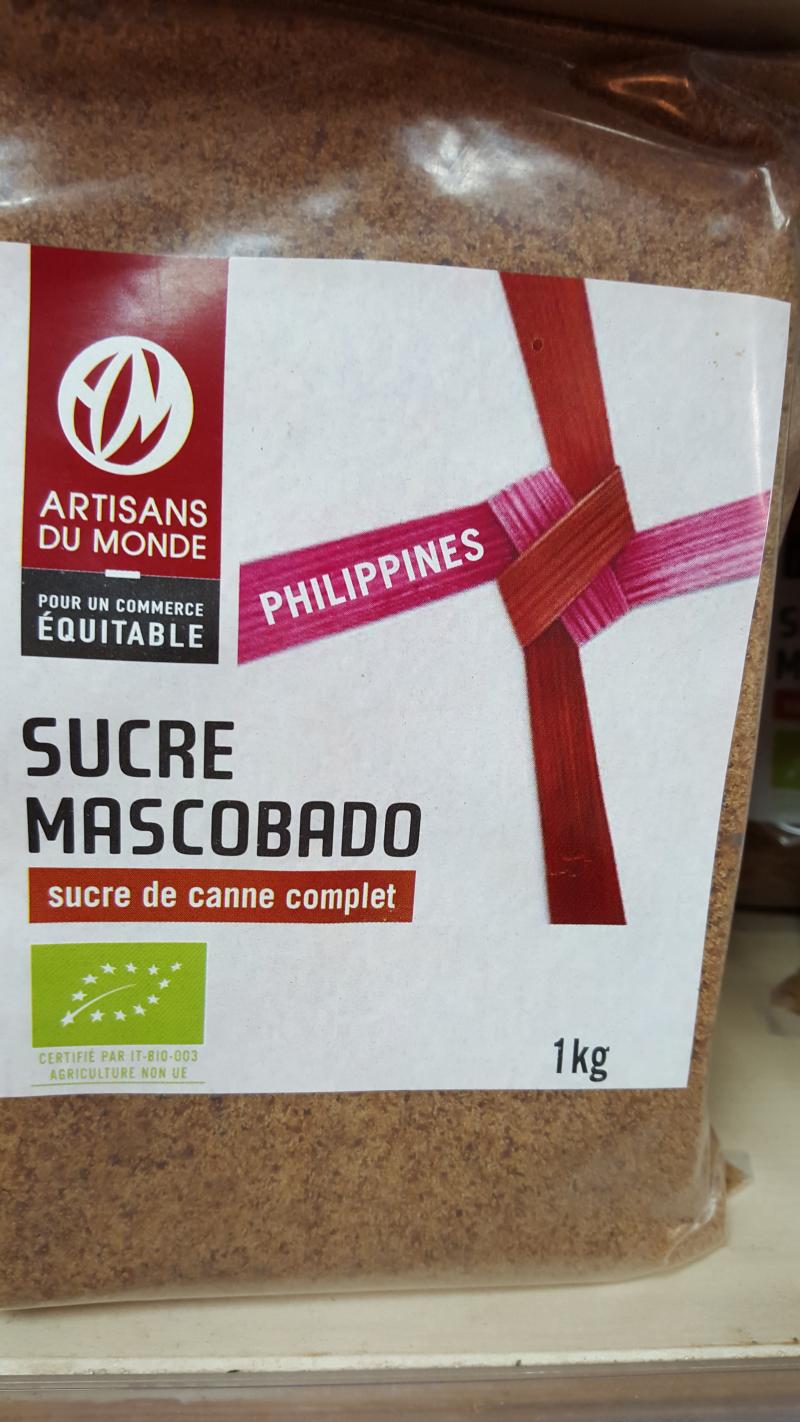 ARTISANS
DU MONDE
POUR UN COMMERCE
ÉQUITABLE
PHILIPPINES
SUCRE
MASCOBADO
sucre de canne complet
CERTIFIÉ PAR IT-BIO-003
AGRICULTURE NON UE
1kg